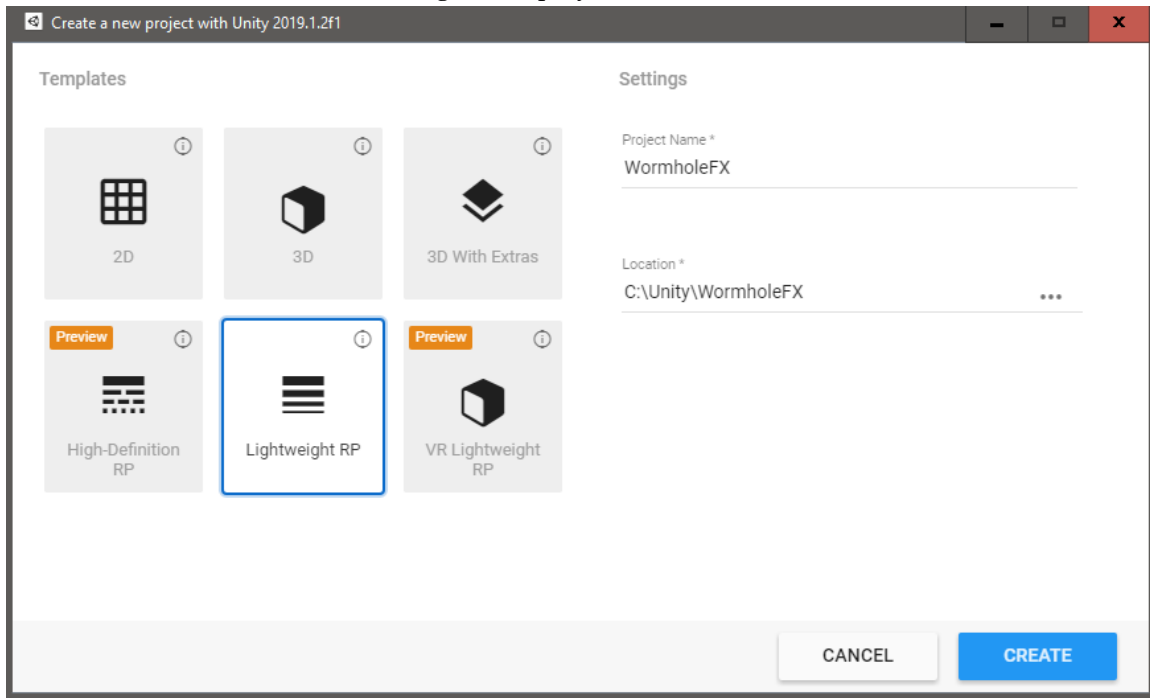 Create a new project with Unity 2019.1.2f1
Templates
Settings
2D
3D
3D With Extras
Project Name *
WormholeFX
Location *
C:\Unity\WormholeFX
...
Preview
High-Definition
RP
Lightweight RP
Preview
VR Lightweight
RP
CANCEL
CREATE